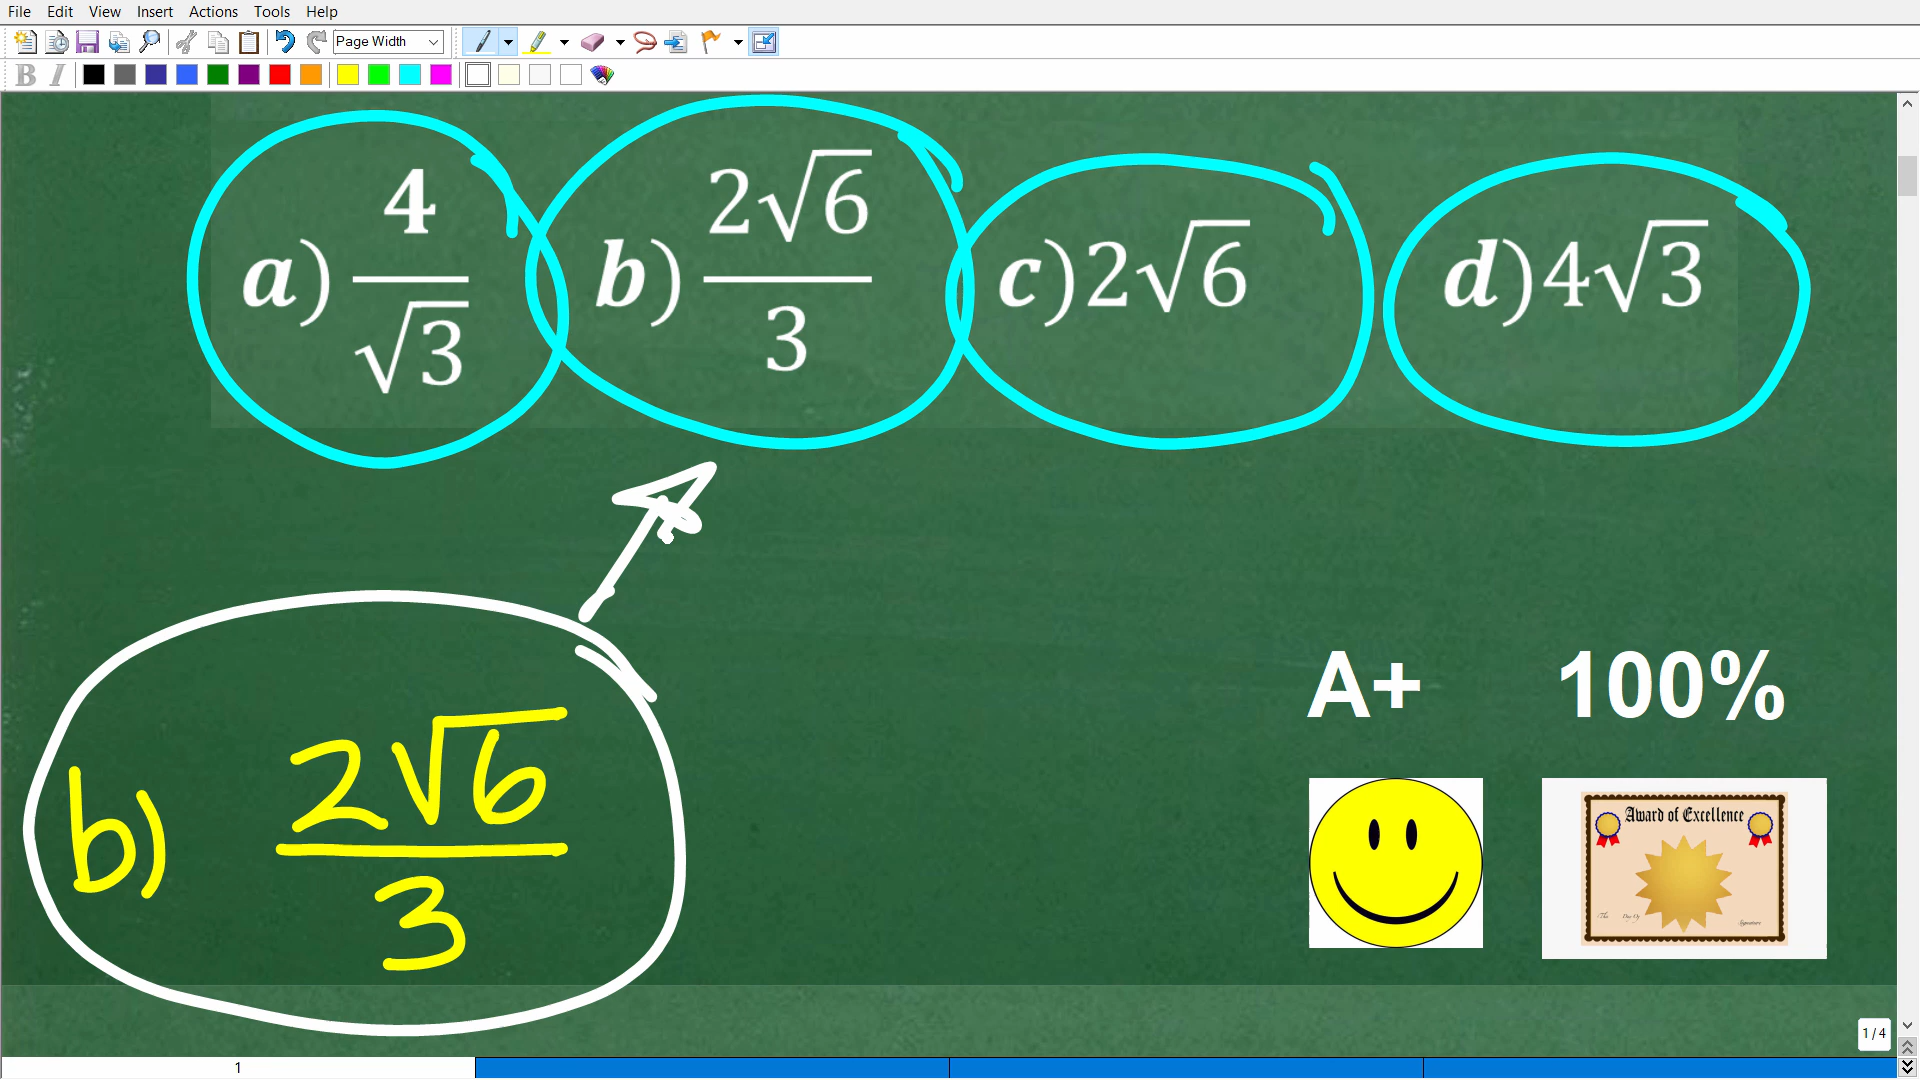 File Edit View Insert Actions Tools Help
Page Width
B I
a) 4/√3 b) 2√6/3 c) 2√6 d) 4√3
A+ 100%
b) 2√6/3
Award of Excellence
1 / 4
1